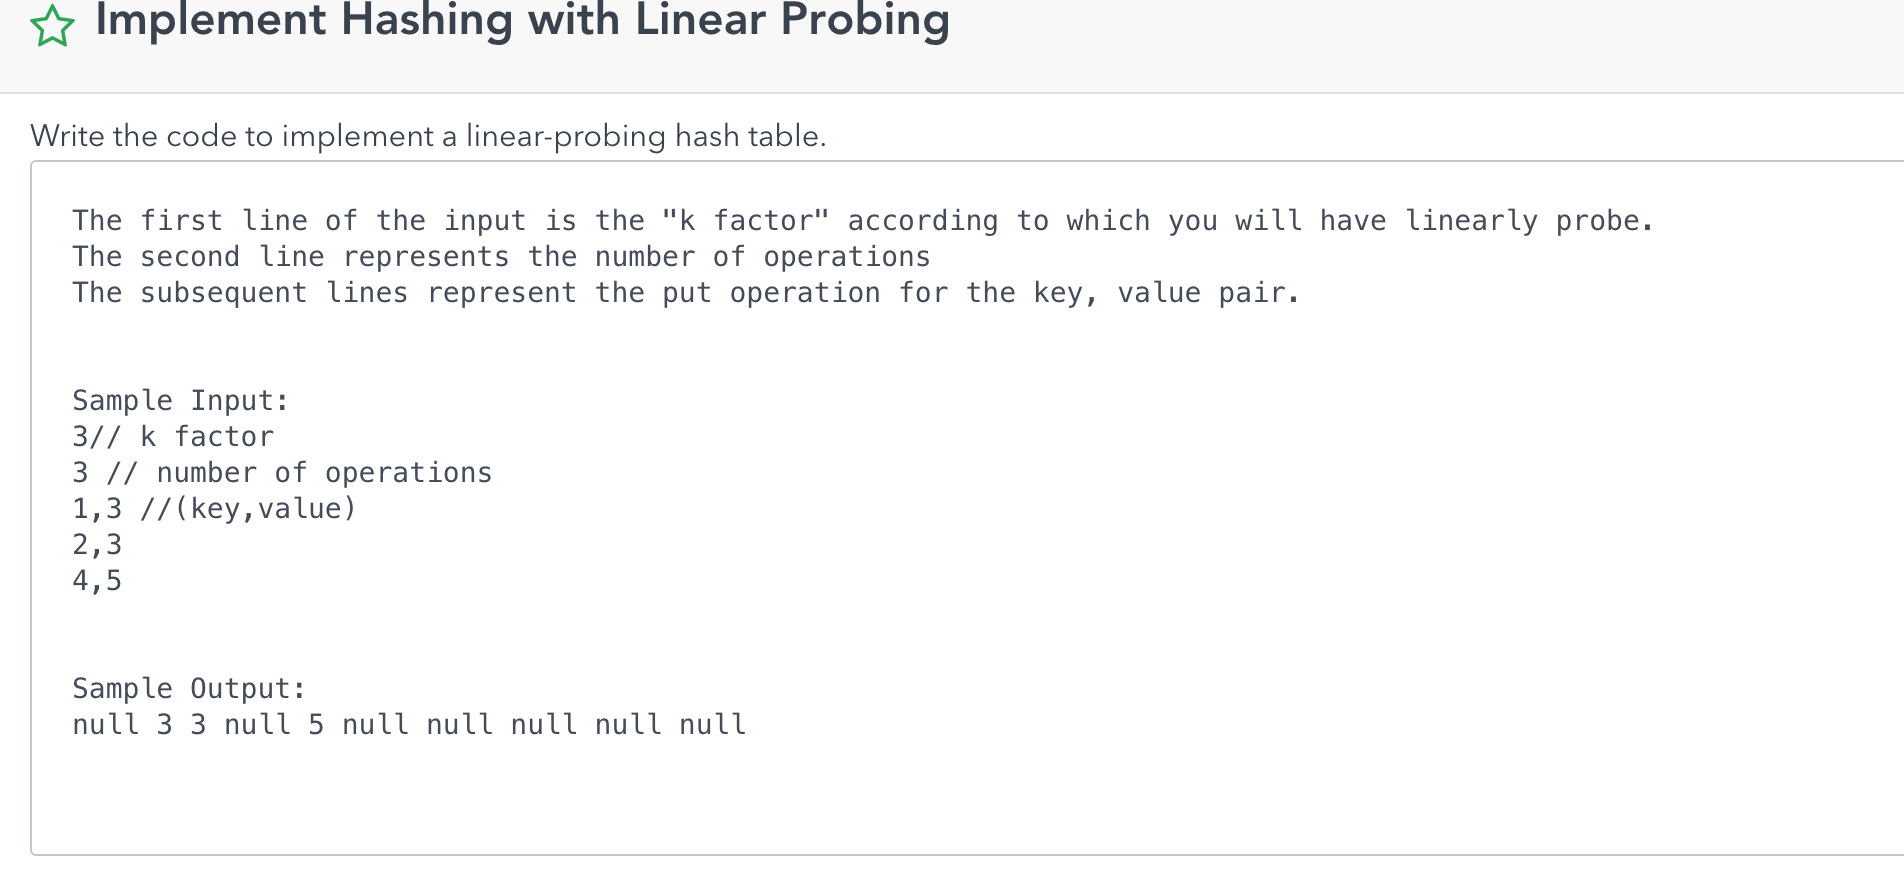 Implement Hashing with Linear Probing
Write the code to implement a linear-probing hash table.
The first line of the input is the "k factor" according to which you will have linearly probe.
The second line represents the number of operations
The subsequent lines represent the put operation for the key, value pair.
Sample Input:
3// k factor
3 // number of operations
1,3 //(key,value)
2,3
4,5
Sample Output:
null 3 3 null 5 null null null null null